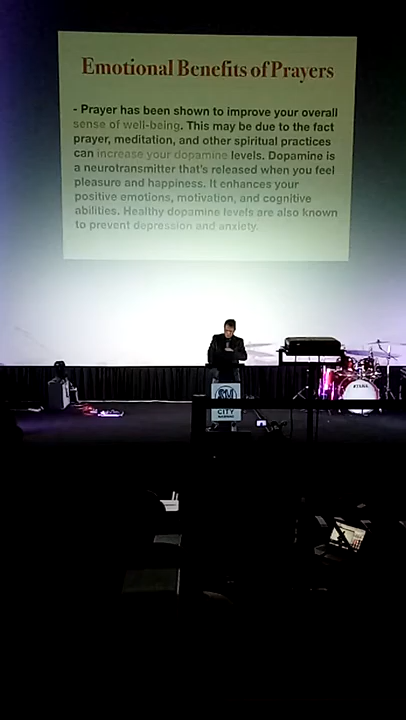 Emotional Benefits of Prayers
- Prayer has been shown to improve your overall
sense of well-being. This may be due to the fact
prayer, meditation, and other spiritual practices
can increase your dopamine levels. Dopamine is
a neurotransmitter that's released when you feel
pleasure and happiness. It enhances your
positive emotions, motivation, and cognitive
abilities. Healthy dopamine levels are also known
to prevent depression and anxiety.
SM
CITY
TAMA